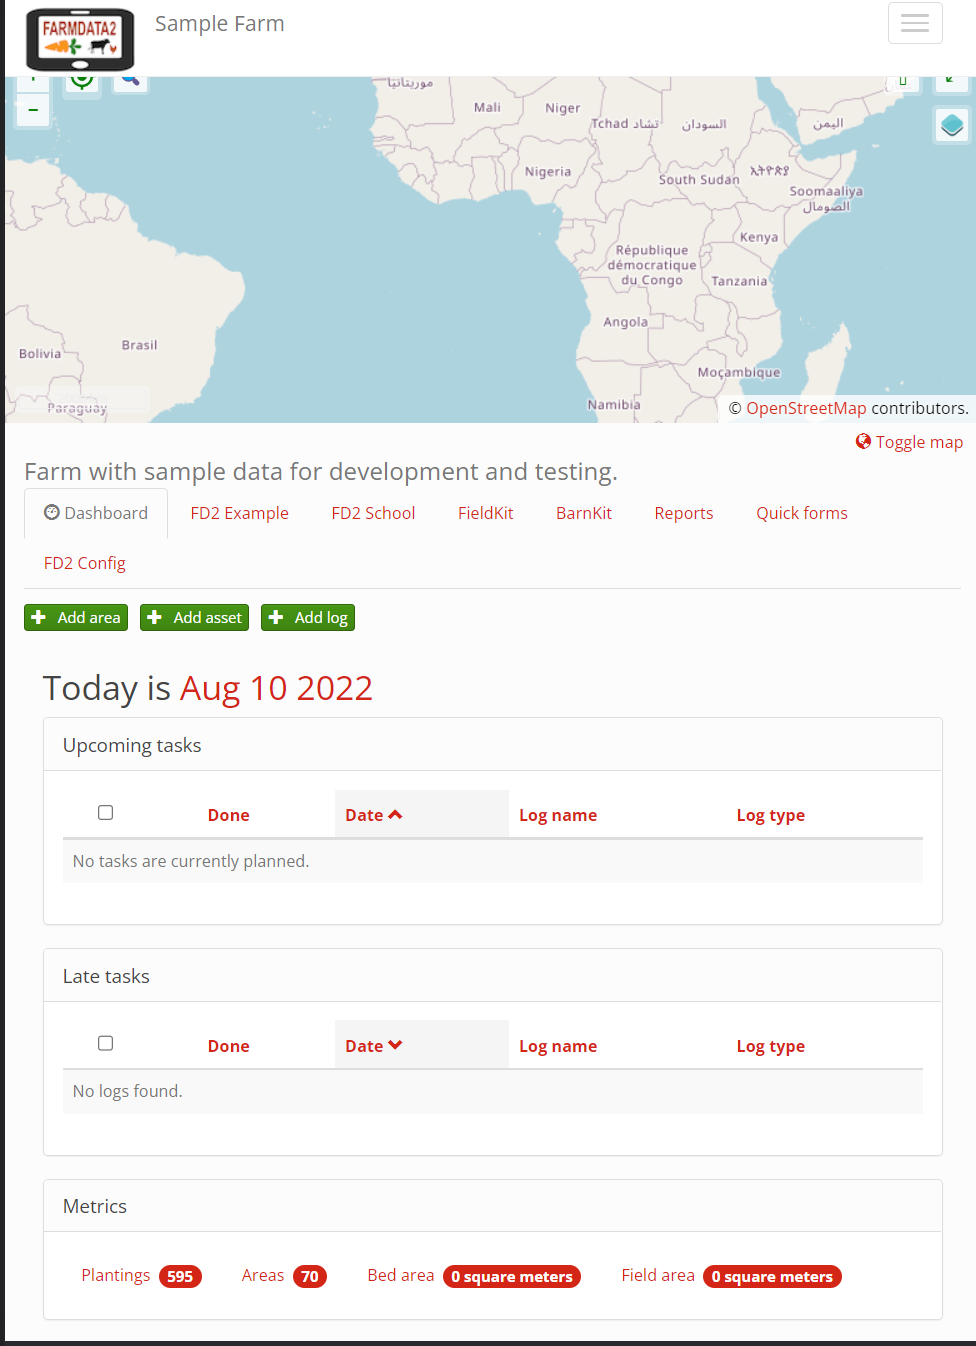 FARMDATA2
Sample Farm
موريتانيا
Mali
Niger
Tchad تشاد
السودان
اليمن
Nigeria
South Sudan
ኢትዮጵያ
Soomaaliya
الصومال
Kenya
République
démocratique
du Congo
Tanzania
Angola
Brasil
Bolivia
Moçambique
Paraguay
Namibia
© OpenStreetMap contributors.
Toggle map
Farm with sample data for development and testing.
Dashboard FD2 Example FD2 School FieldKit BarnKit Reports Quick forms
FD2 Config
Add area Add asset Add log
Today is Aug 10 2022
Upcoming tasks
Done Date Log name Log type
No tasks are currently planned.
Late tasks
Done Date Log name Log type
No logs found.
Metrics
Plantings 595 Areas 70 Bed area 0 square meters Field area 0 square meters